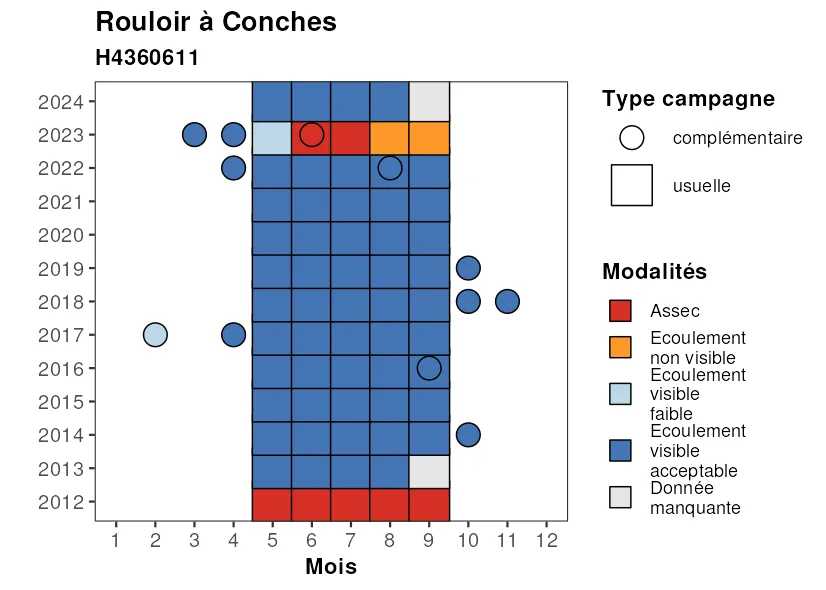 Rouloir à Conches
H4360611
2024
2023
2022
2021
2020
2019
2018
2017
2016
2015
2014
2013
2012
1 2 3 4 5 6 7 8 9 10 11 12
Mois
Type campagne
complémentaire
usuelle
Modalités
Assec
Ecoulement
non visible
Ecoulement
visible
faible
Ecoulement
visible
acceptable
Donnée
manquante